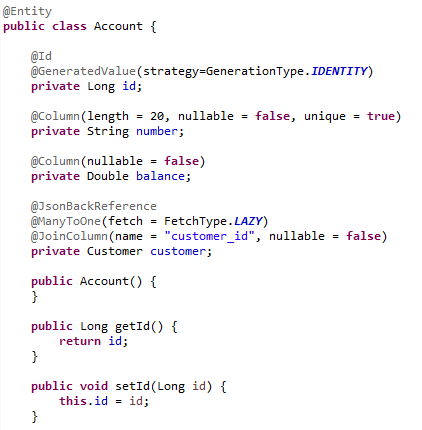 @Entity
public class Account {
@Id
@GeneratedValue(strategy=GenerationType.IDENTITY)
private Long id;
@Column(length = 20, nullable = false, unique = true)
private String number;
@Column(nullable = false)
private Double balance;
@JsonBackReference
@ManyToOne(fetch = FetchType.LAZY)
@JoinColumn(name = "customer_id", nullable = false)
private Customer customer;
public Account() {
}
public Long getId() {
return id;
}
public void setId(Long id) {
this.id = id;
}